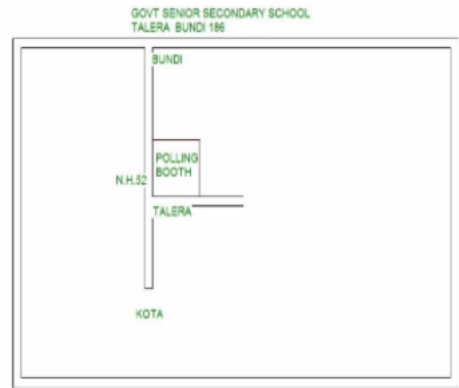 GOVT SENIOR SECONDARY SCHOOL
TALERA BUNDI 186
BUNDI
POLLING
BOOTH
N.H.52
TALERA
KOTA